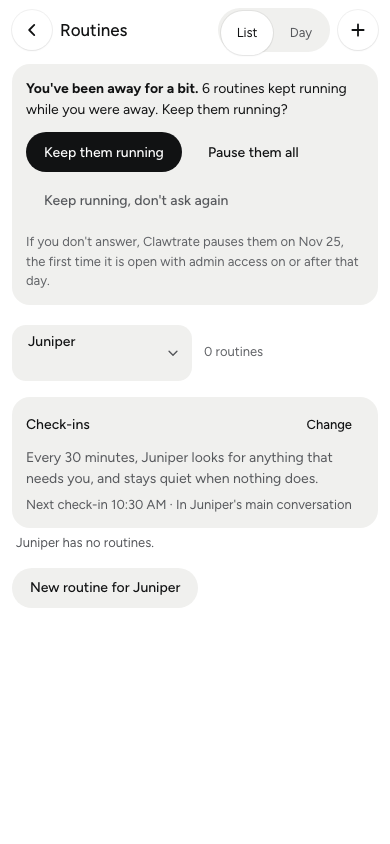 Routines
List
Day
You've been away for a bit. 6 routines kept running
while you were away. Keep them running?
Keep them running
Pause them all
Keep running, don't ask again
If you don't answer, Clawtrate pauses them on Nov 25,
the first time it is open with admin access on or after that
day.
Juniper
0 routines
Check-ins
Change
Every 30 minutes, Juniper looks for anything that
needs you, and stays quiet when nothing does.
Next check-in 10:30 AM · In Juniper's main conversation
Juniper has no routines.
New routine for Juniper